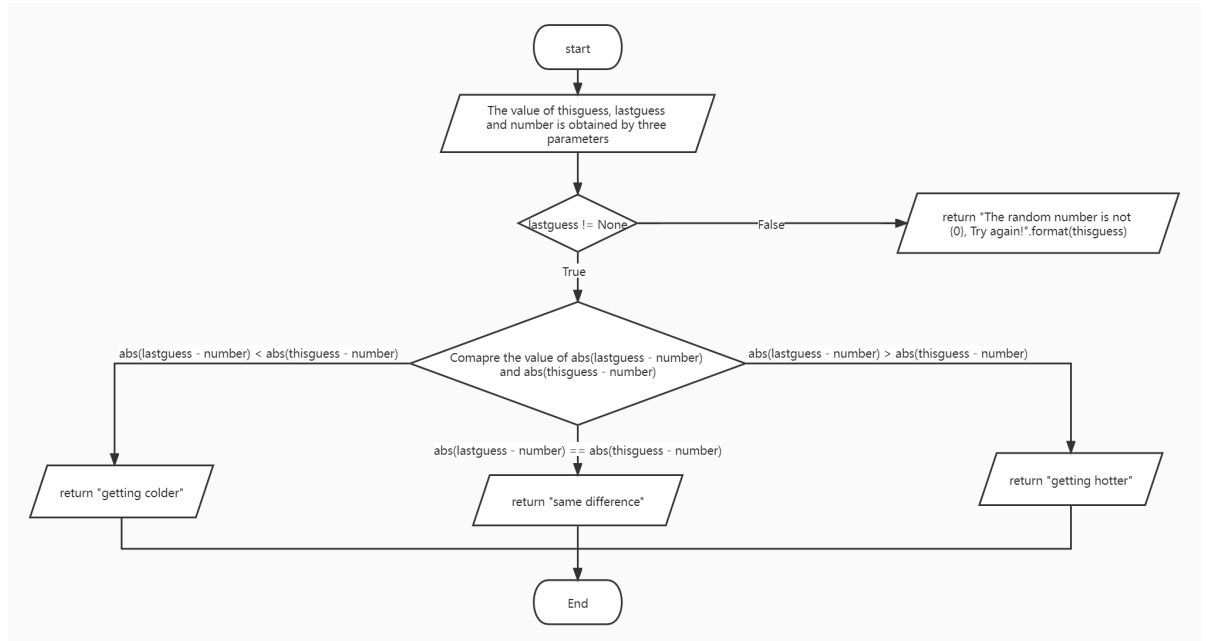 start
The value of thisguess, lastguess
and number is obtained by three
parameters
lastguess != None
False
return "The random number is not
{0}, Try again!".format(thisguess)
True
abs(lastguess - number) < abs(thisguess - number)
Comapre the value of abs(lastguess - number)
and abs(thisguess - number)
abs(lastguess - number) > abs(thisguess - number)
abs(lastguess - number) == abs(thisguess - number)
return "getting colder"
return "same difference"
return "getting hotter"
End